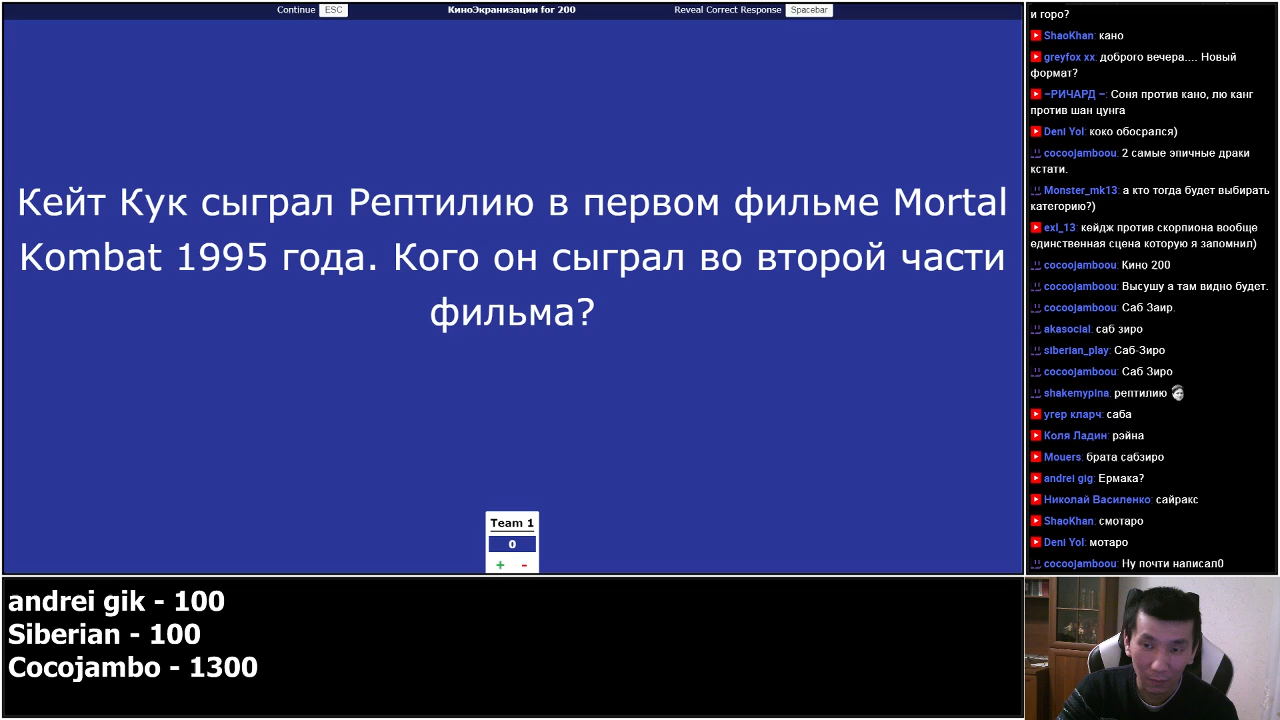 Continue ESC
КиноЭкранизации for 200
Reveal Correct Response Spacebar
Кейт Кук сыграл Рептилию в первом фильме Mortal
Kombat 1995 года. Кого он сыграл во второй части
фильма?
Team 1
0
+ -
и горо?
ShaoKhan: кано
greyfox xx: доброго вечера.... Новый
формат?
~РИЧАРД ~: Соня против кано, лю канг
против шан цунга
Deni Yol: коко обосрался)
cocoojamboou: 2 самые эпичные драки
кстати.
Monster_mk13: а кто тогда будет выбирать
категорию?)
exl_13: кейдж против скорпиона вообще
единственная сцена которую я запомнил)
cocoojamboou: Кино 200
cocoojamboou: Высушу а там видно будет.
cocoojamboou: Саб Заир.
akasocial: саб зиро
siberian_play: Саб-Зиро
cocoojamboou: Саб Зиро
shakemypina: рептилию
угер кларч: саба
Коля Ладин: рэйна
Mouers: брата сабзиро
andrei gig: Ермака?
Николай Василенко: сайракс
ShaoKhan: смотаро
Deni Yol: мотаро
cocoojamboou: Ну почти написал0
andrei gik - 100
Siberian - 100
Cocojambo - 1300